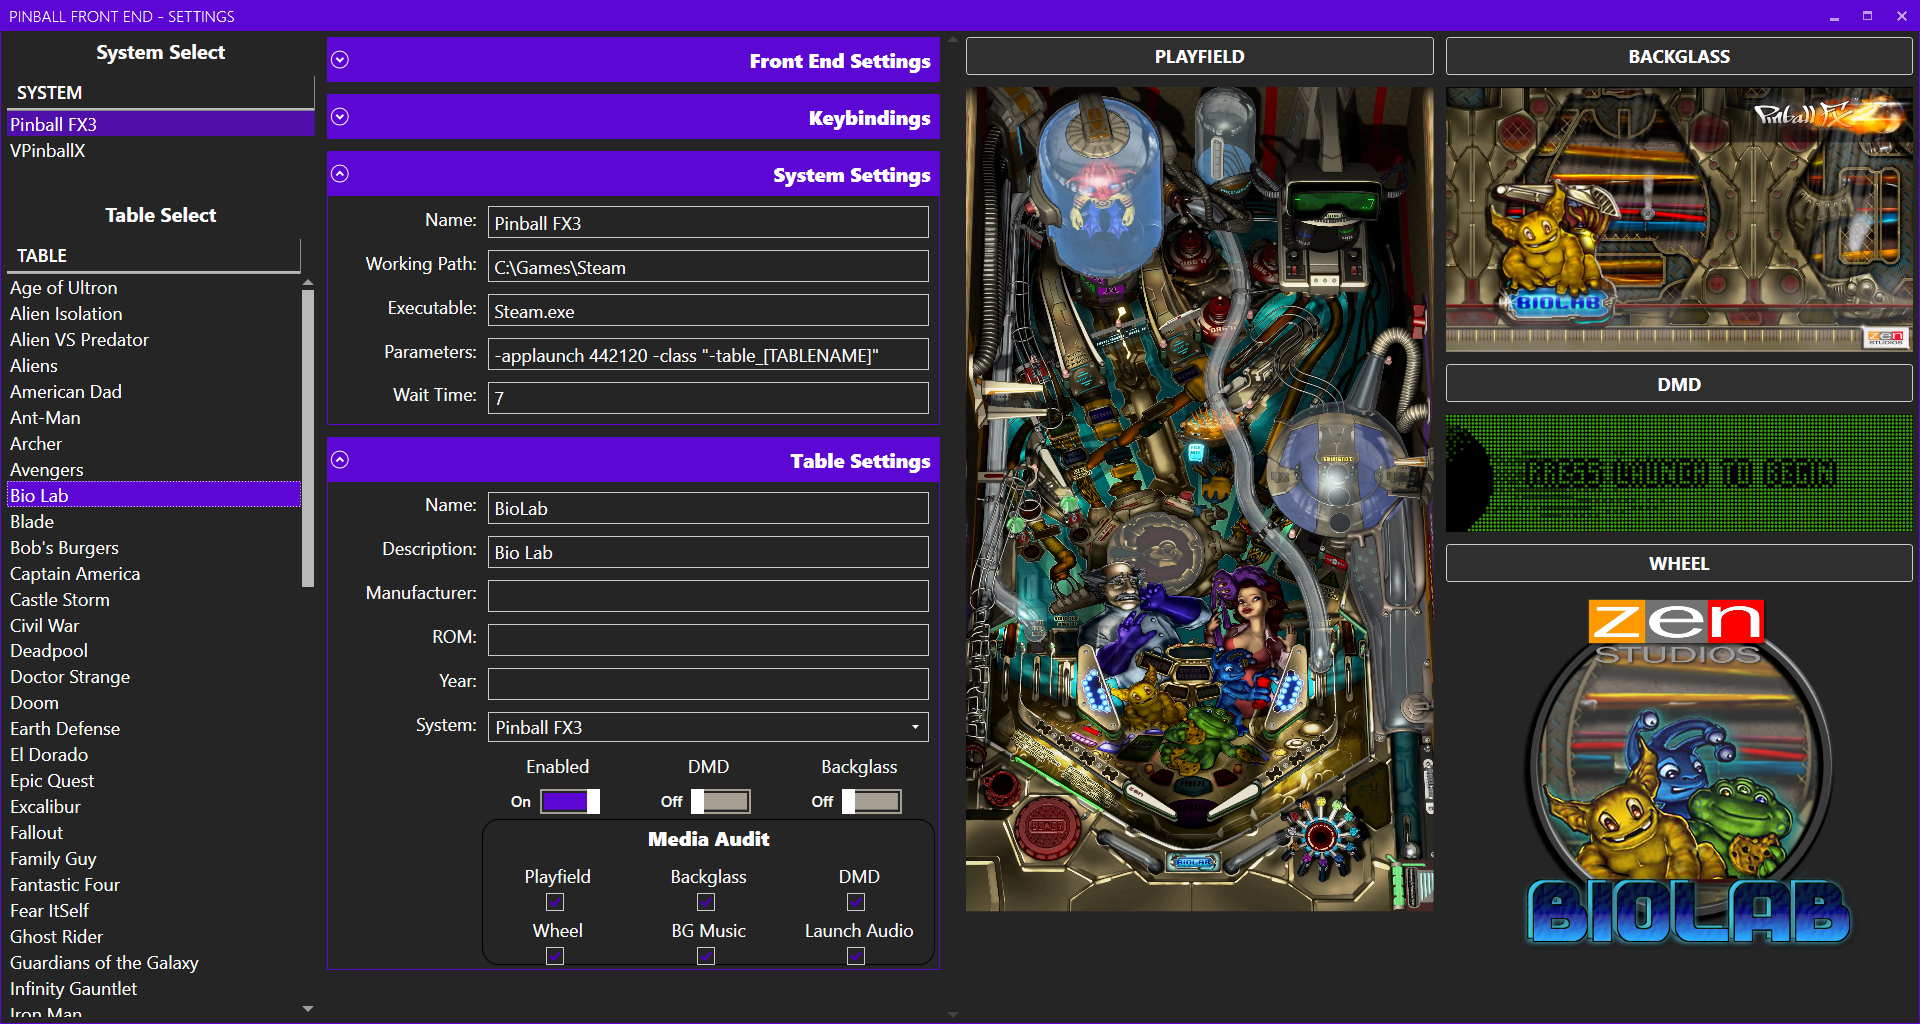 PINBALL FRONT END - SETTINGS
System Select
SYSTEM
Pinball FX3
VPinballX
Table Select
TABLE
Age of Ultron
Alien Isolation
Alien VS Predator
Aliens
American Dad
Ant-Man
Archer
Avengers
Bio Lab
Blade
Bob's Burgers
Captain America
Castle Storm
Civil War
Deadpool
Doctor Strange
Doom
Earth Defense
El Dorado
Epic Quest
Excalibur
Fallout
Family Guy
Fantastic Four
Fear ItSelf
Ghost Rider
Guardians of the Galaxy
Infinity Gauntlet
Iron Man
Front End Settings
Keybindings
System Settings
Name: Pinball FX3
Working Path: C:\Games\Steam
Executable: Steam.exe
Parameters: -applaunch 442120 -class "-table_[TABLENAME]"
Wait Time: 7
Table Settings
Name: BioLab
Description: Bio Lab
Manufacturer:
ROM:
Year:
System: Pinball FX3
Enabled DMD Backglass
On Off Off
Media Audit
Playfield Backglass DMD
Wheel BG Music Launch Audio
PLAYFIELD
zen
BIOLAB
BACKGLASS
Pinball FX
BIOLAB
zen
STUDIOS
DMD
PRESS LAUNCH TO BEGIN
WHEEL
zen
STUDIOS
BIOLAB